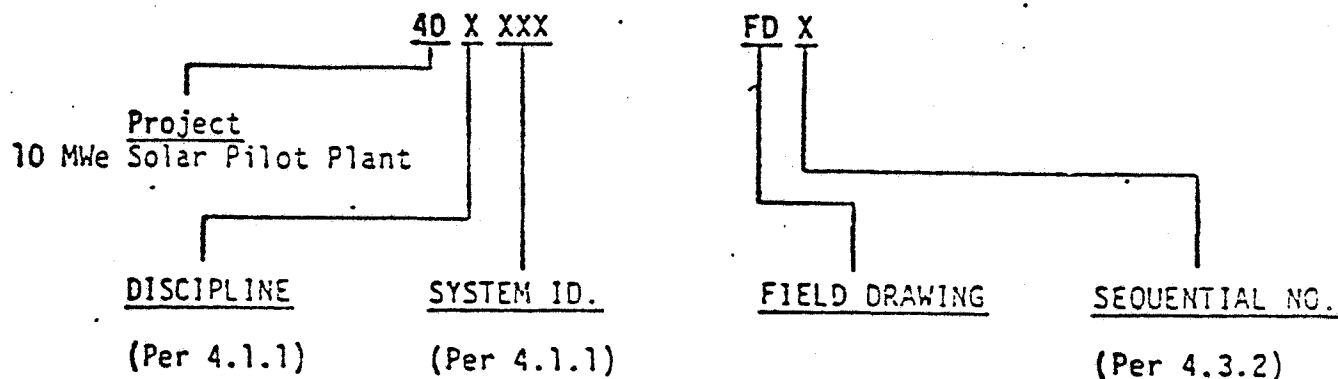 40 X XXX FD X
Project
10 MWe Solar Pilot Plant
DISCIPLINE SYSTEM ID. FIELD DRAWING SEQUENTIAL NO.
(Per 4.1.1) (Per 4.1.1) (Per 4.3.2)